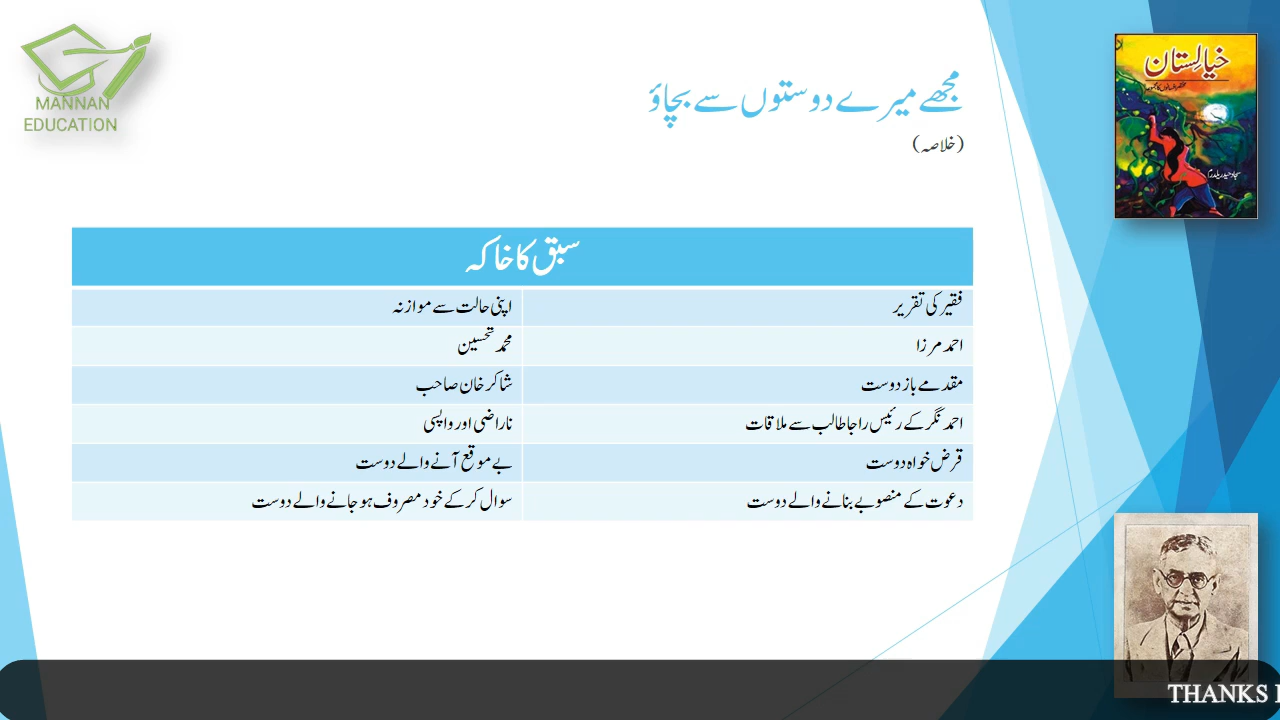 MANNAN
EDUCATION
مجھے میرے دوستوں سے بچاؤ
(خلاصہ)
خیالستان
سجاد حیدر یلدرم
سبق کا خاکہ
فقیر کی تقریر
اپنی حالت سے موازنہ
احمد مرزا
محمد تحسین
مقدمے باز دوست
شاکر خان صاحب
احمد نگر کے رئیس راجا طالب سے ملاقات
ناراضی اور واپسی
قرض خواہ دوست
بے موقع آنے والے دوست
دعوت کے منصوبے بنانے والے دوست
سوال کر کے خود مصروف ہو جانے والے دوست
THANKS